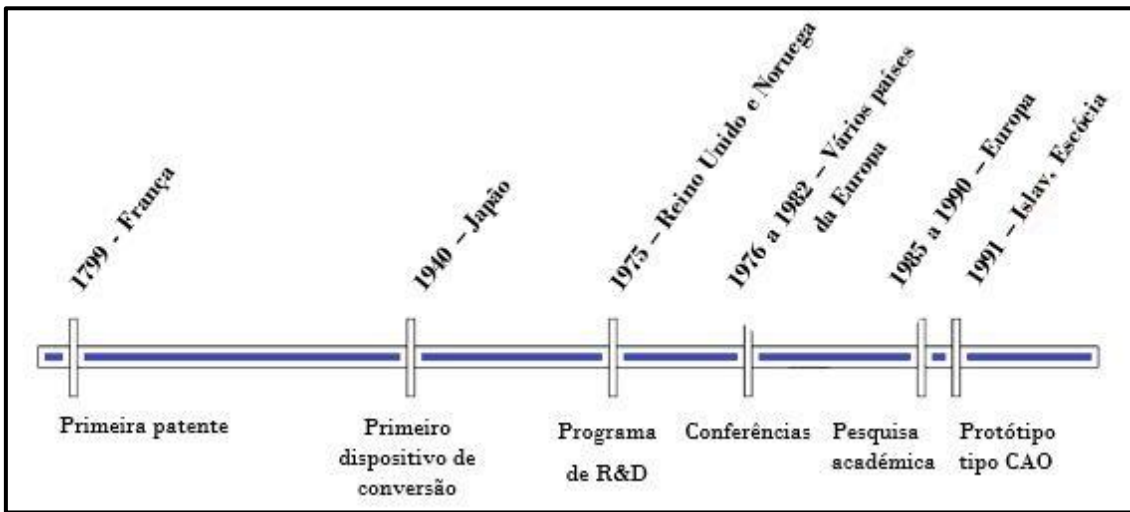 1799 - França
1940 – Japão
1975 – Reino Unido e Noruega
1976 a 1982 – Vários países
da Europa
1985 a 1990 – Europa
1991 – Islay, Escócia
Primeira patente
Primeiro
dispositivo de
conversão
Programa
de R&D
Conferências
Pesquisa
académica
Protótipo
tipo CAO